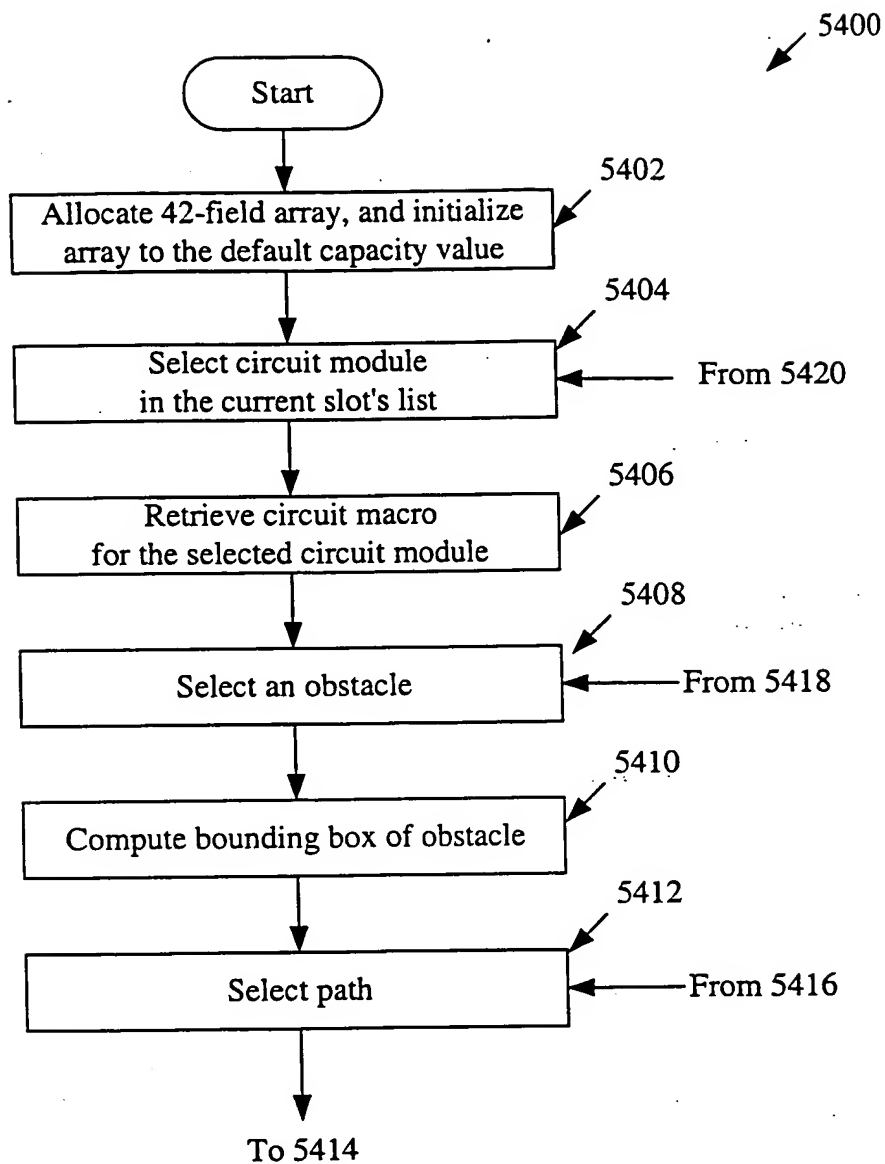 5400
Start
5402
Allocate 42-field array, and initialize
array to the default capacity value
5404
Select circuit module
in the current slot's list
From 5420
5406
Retrieve circuit macro
for the selected circuit module
5408
Select an obstacle
From 5418
5410
Compute bounding box of obstacle
5412
Select path
From 5416
To 5414